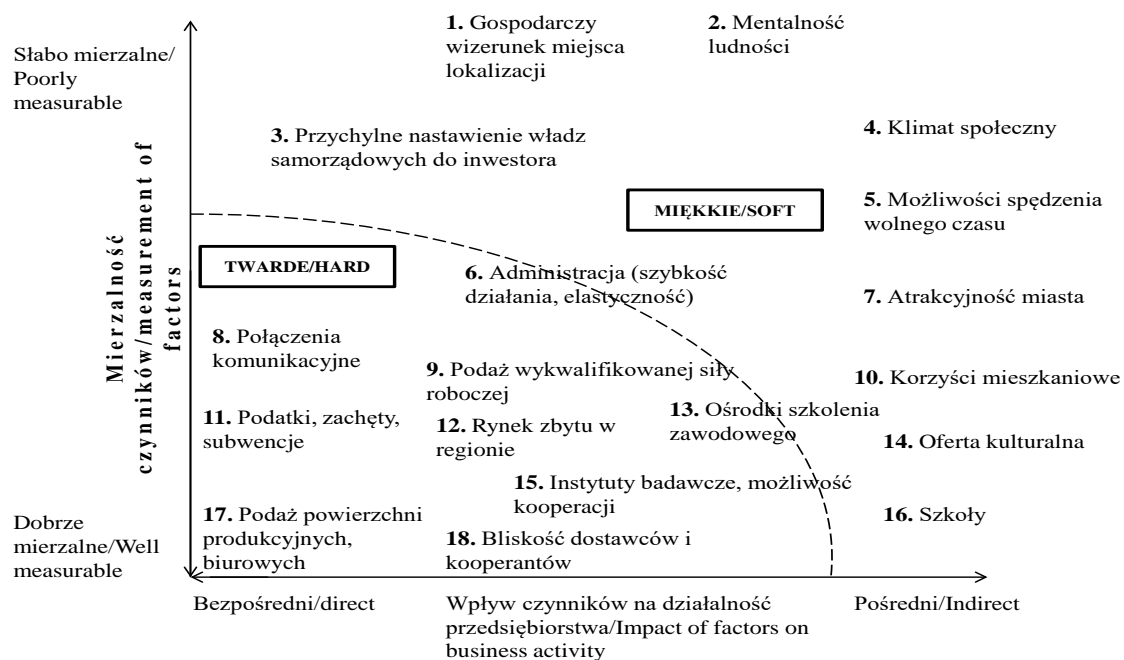 1. Gospodarczy
wizerunek miejsca
lokalizacji
2. Mentalność
ludności
Słabo mierzalne/
Poorly
measurable
3. Przychylne nastawienie władz
samorządowych do inwestora
4. Klimat społeczny
MIĘKKIE/SOFT
5. Możliwości spędzenia
wolnego czasu
Mierzalność
czynników/measurement of
factors
TWARDE/HARD
6. Administracja (szybkość
działania, elastyczność)
7. Atrakcyjność miasta
8. Połączenia
komunikacyjne
9. Podaż wykwalifikowanej siły
roboczej
10. Korzyści mieszkaniowe
11. Podatki, zachęty,
subwencje
12. Rynek zbytu w
regionie
13. Ośrodki szkolenia
zawodowego
14. Oferta kulturalna
15. Instytuty badawcze, możliwość
kooperacji
16. Szkoły
17. Podaż powierzchni
produkcyjnych,
biurowych
18. Bliskość dostawców i
kooperantów
Dobrze
mierzalne/Well
measurable
Bezpośredni/direct
Wpływ czynników na działalność
przedsiębiorstwa/Impact of factors on
business activity
Pośredni/Indirect